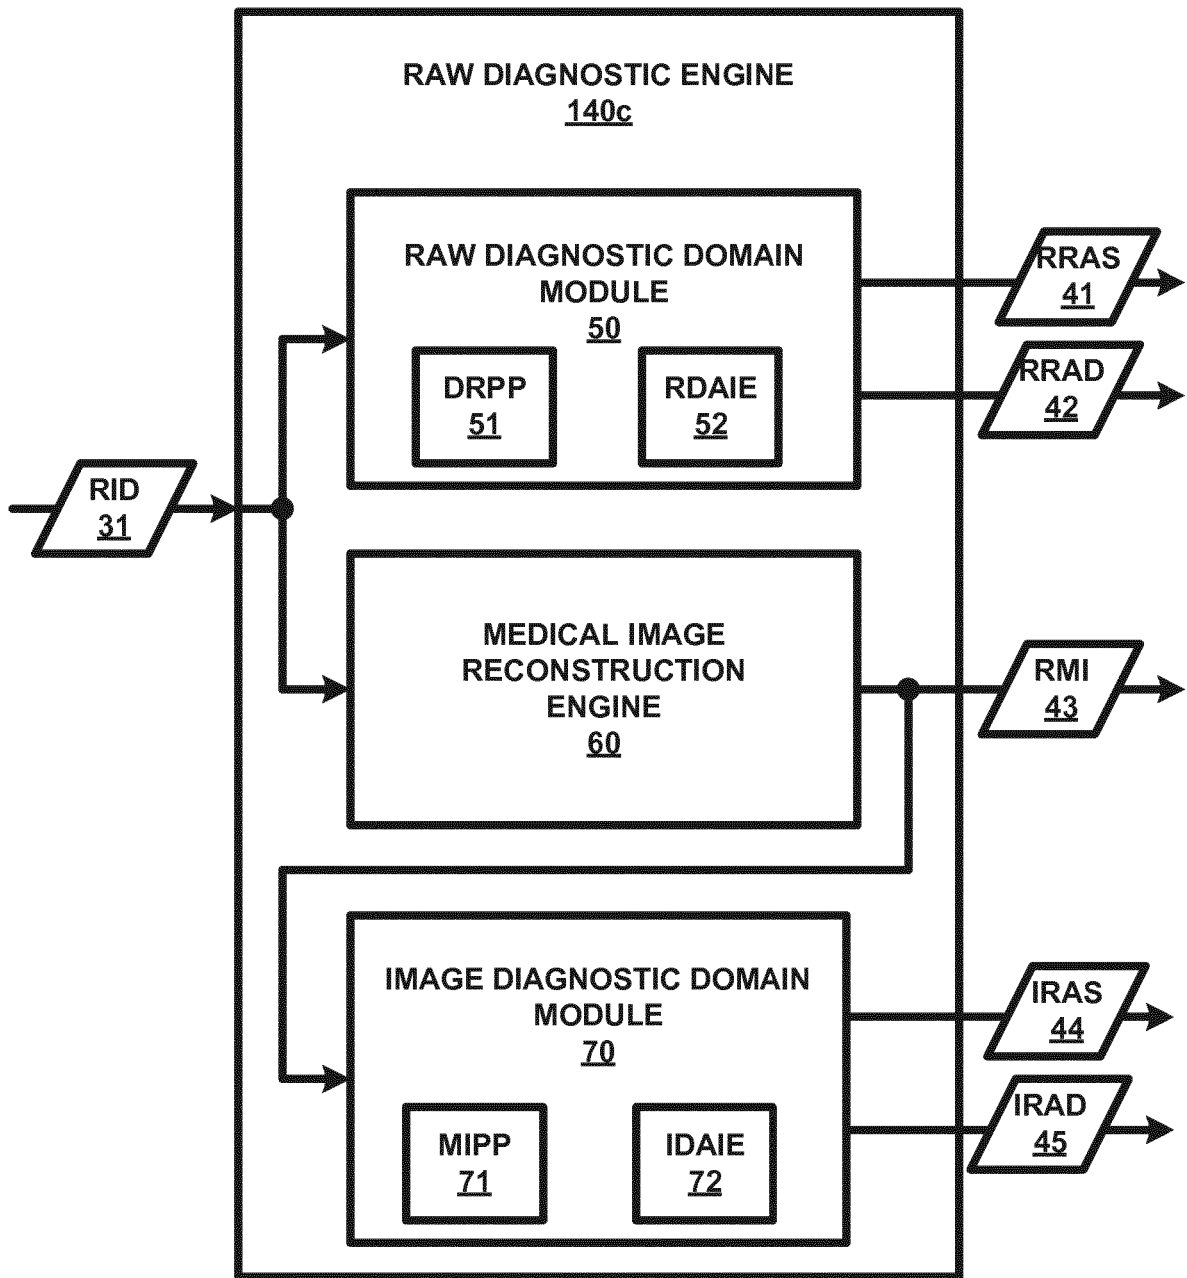 RAW DIAGNOSTIC ENGINE
140c
RAW DIAGNOSTIC DOMAIN
MODULE
50
DRPP
51
RDAIE
52
RRAS
41
RRAD
42
RID
31
MEDICAL IMAGE
RECONSTRUCTION
ENGINE
60
RMI
43
IMAGE DIAGNOSTIC DOMAIN
MODULE
70
MIPP
71
IDAIE
72
IRAS
44
IRAD
45